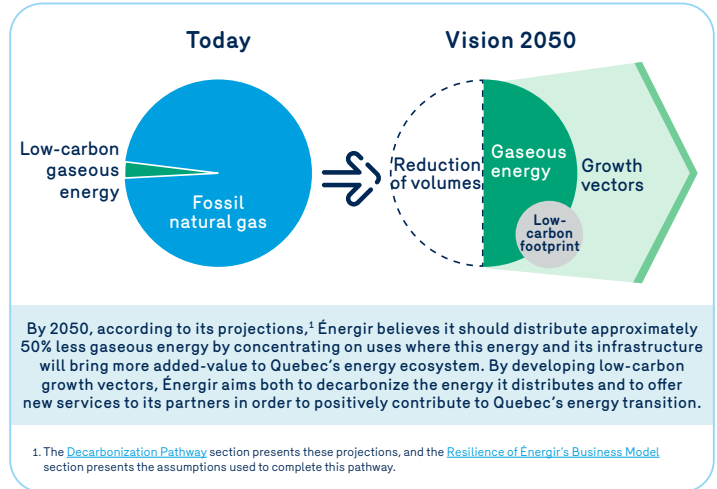 Today
Vision 2050
Low-carbon
gaseous
energy
Fossil
natural gas
Reduction
of volumes
Gaseous
energy
Low-
carbon
footprint
Growth
vectors
By 2050, according to its projections,¹ Énergir believes it should distribute approximately
50% less gaseous energy by concentrating on uses where this energy and its infrastructure
will bring more added-value to Quebec's energy ecosystem. By developing low-carbon
growth vectors, Énergir aims both to decarbonize the energy it distributes and to offer
new services to its partners in order to positively contribute to Quebec's energy transition.
1. The Decarbonization Pathway section presents these projections, and the Resilience of Énergir's Business Model
section presents the assumptions used to complete this pathway.